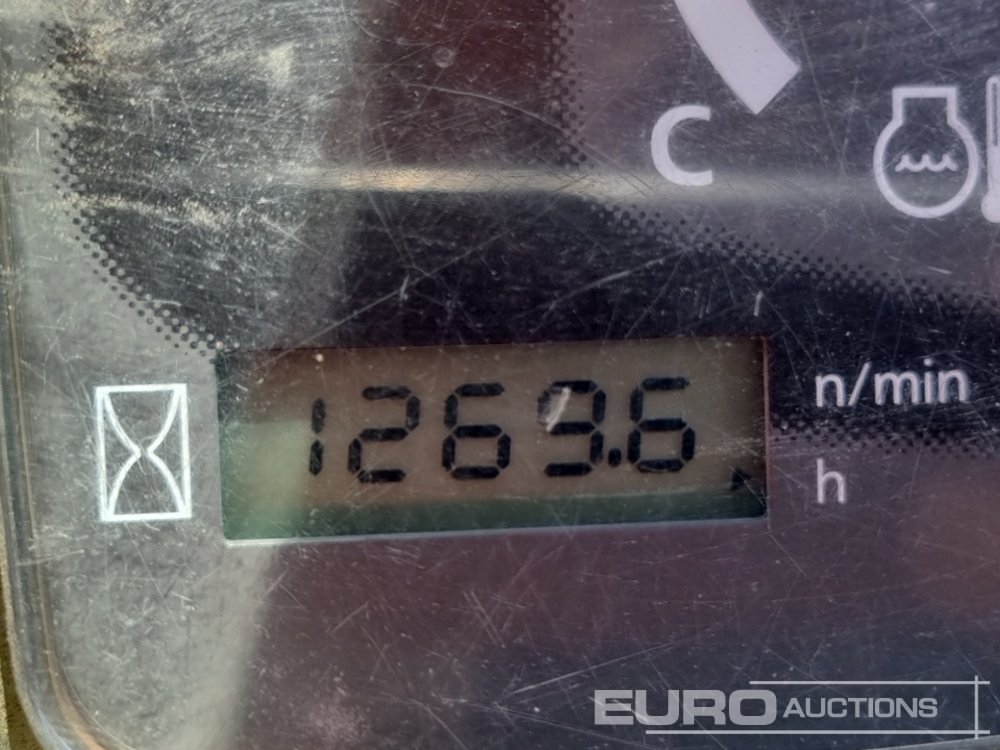 C
1269.6
n/min
h
EURO AUCTIONS